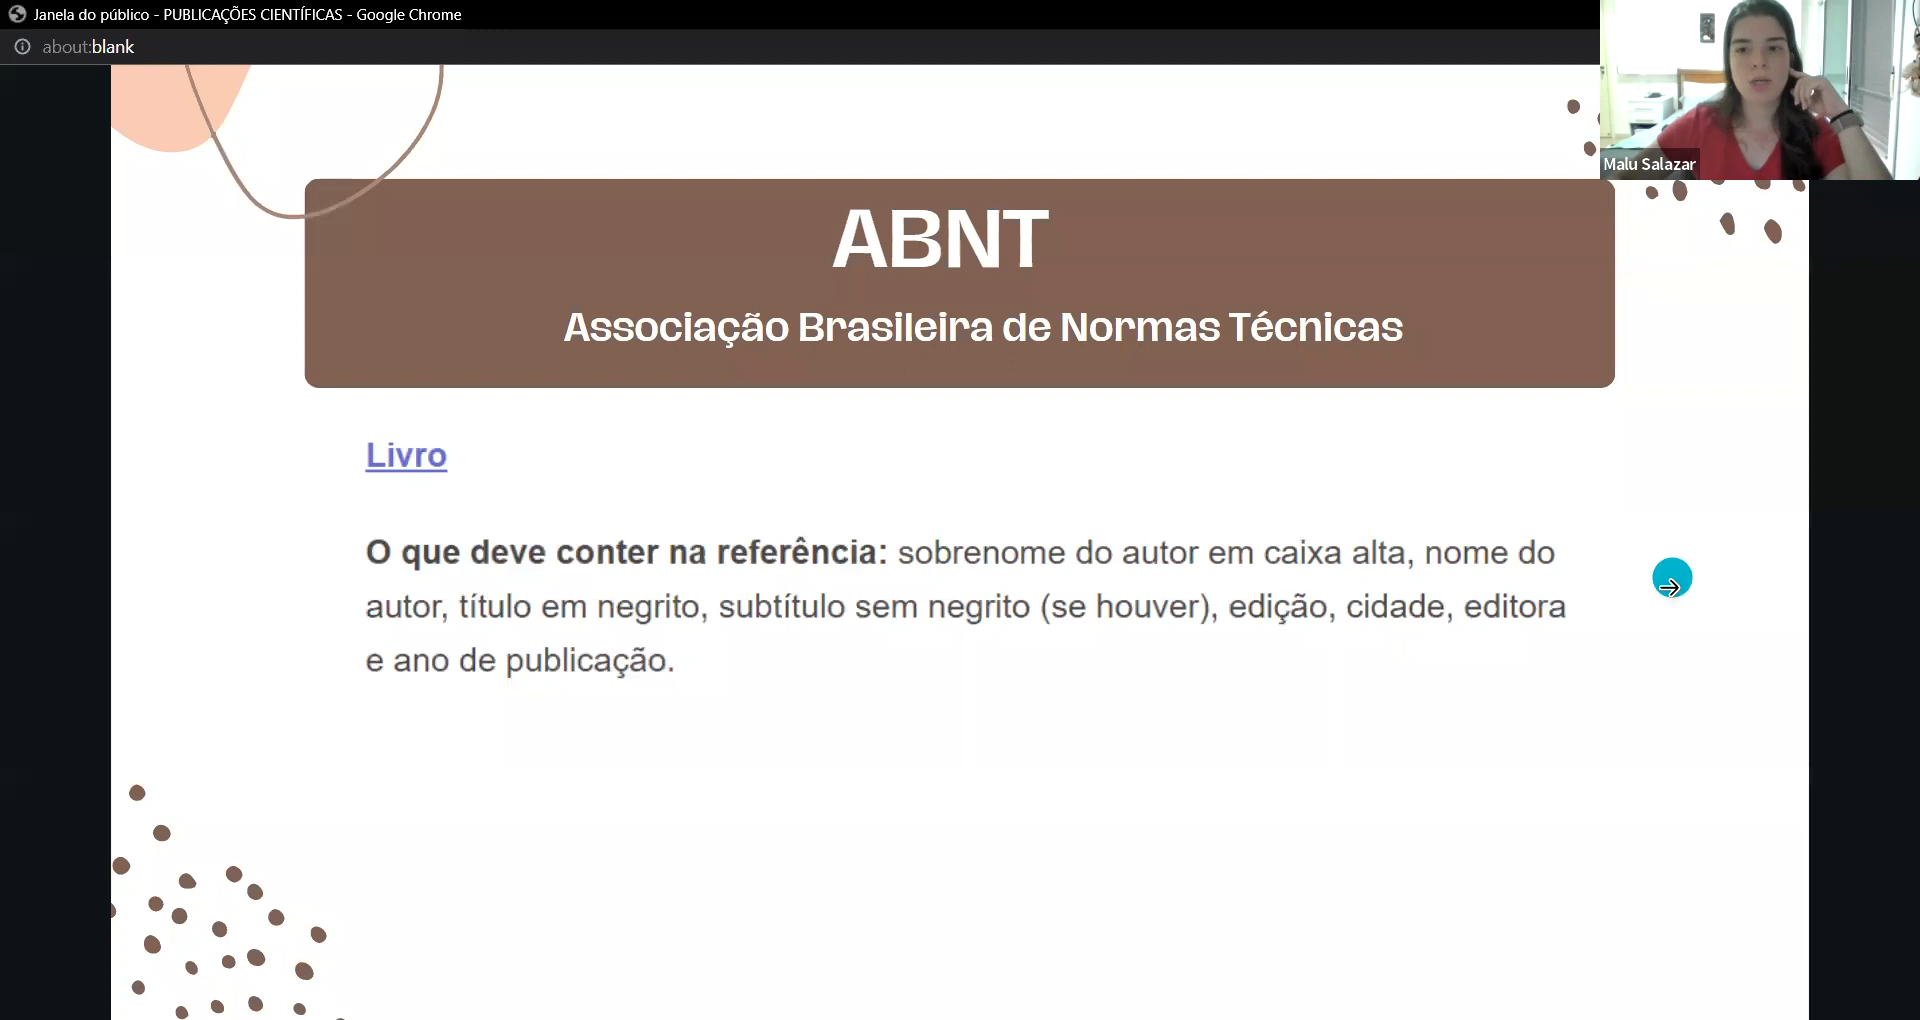 Janela do público - PUBLICAÇÕES CIENTÍFICAS - Google Chrome
about:blank
Malu Salazar
ABNT
Associação Brasileira de Normas Técnicas
Livro
O que deve conter na referência: sobrenome do autor em caixa alta, nome do
autor, título em negrito, subtítulo sem negrito (se houver), edição, cidade, editora
e ano de publicação.